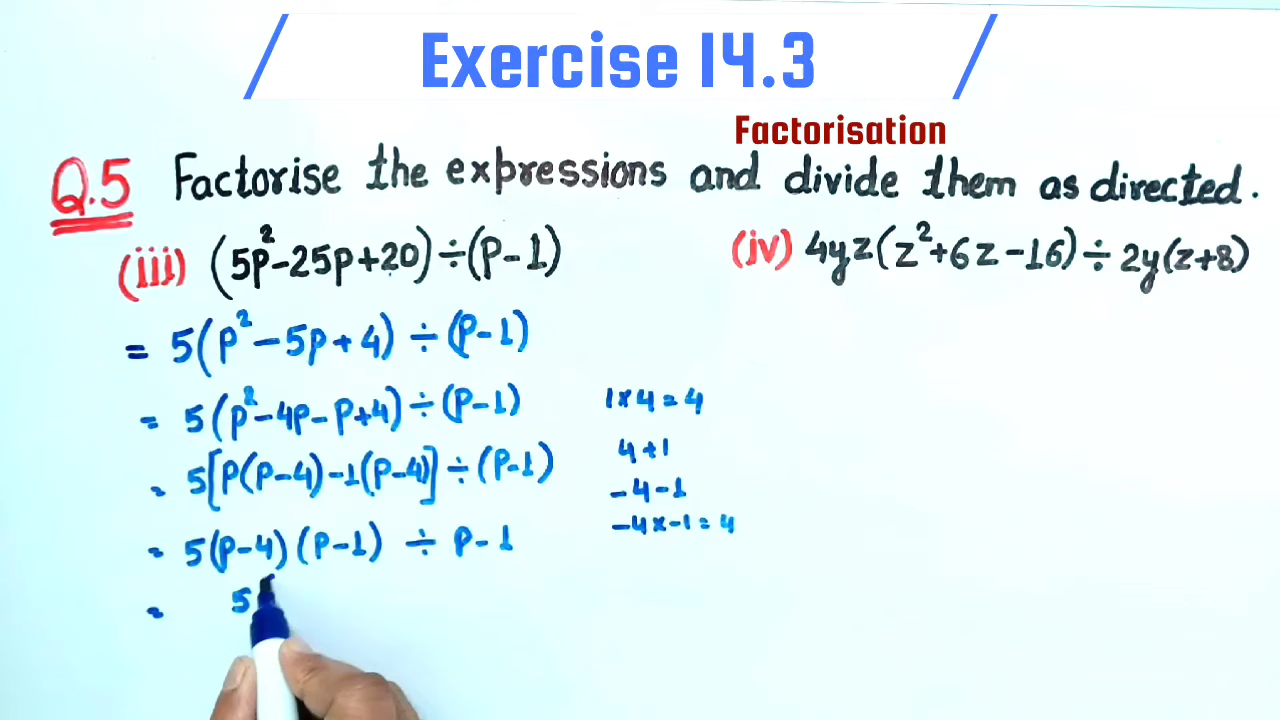 Exercise 14.3
Factorisation
Q.5 Factorise the expressions and divide them as directed.
(iii) (5p²-25p+20)÷(P-1)
(iv) 4yz(z²+6z-16)÷2y(z+8)
= 5(p²-5p+4)÷(P-1)
= 5(p²-4p-p+4)÷(P-1)
= 5[P(P-4)-1(P-4)]÷(P-1)
= 5(P-4)(P-1) ÷ P-1
= 5
1×4=4
4+1
-4-1
-4×-1=4